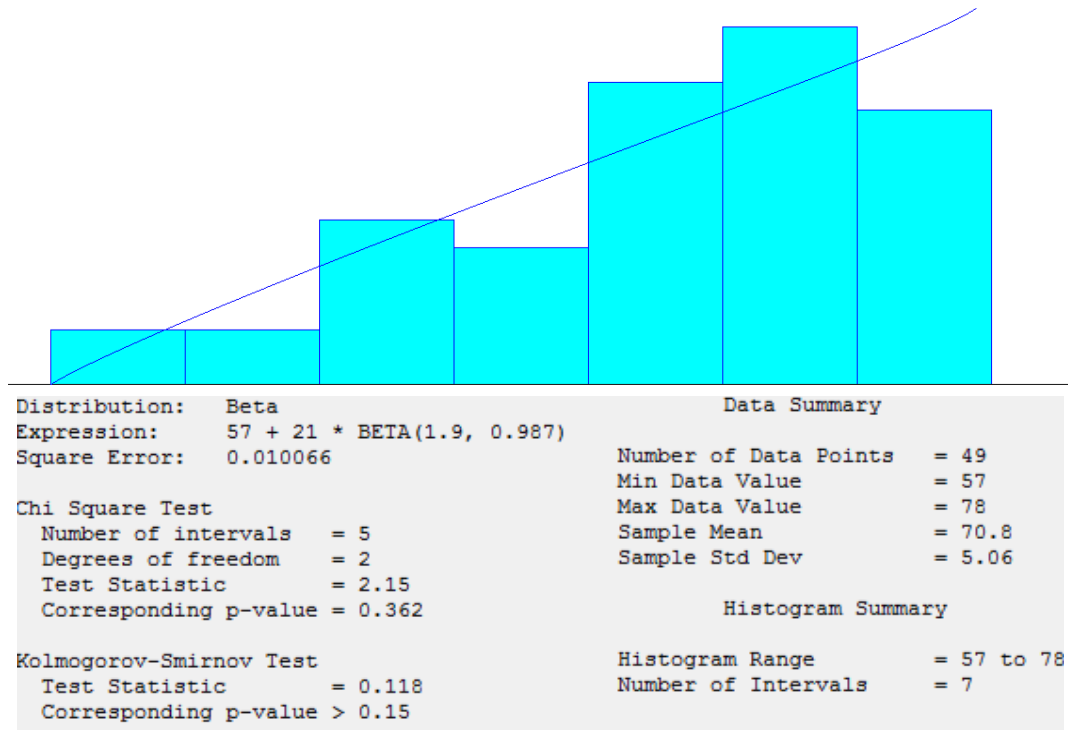 Distribution: Beta
Expression: 57 + 21 * BETA(1.9, 0.987)
Square Error: 0.010066
Chi Square Test
Number of intervals = 5
Degrees of freedom = 2
Test Statistic = 2.15
Corresponding p-value = 0.362
Kolmogorov-Smirnov Test
Test Statistic = 0.118
Corresponding p-value > 0.15
Data Summary
Number of Data Points = 49
Min Data Value = 57
Max Data Value = 78
Sample Mean = 70.8
Sample Std Dev = 5.06
Histogram Summary
Histogram Range = 57 to 78
Number of Intervals = 7